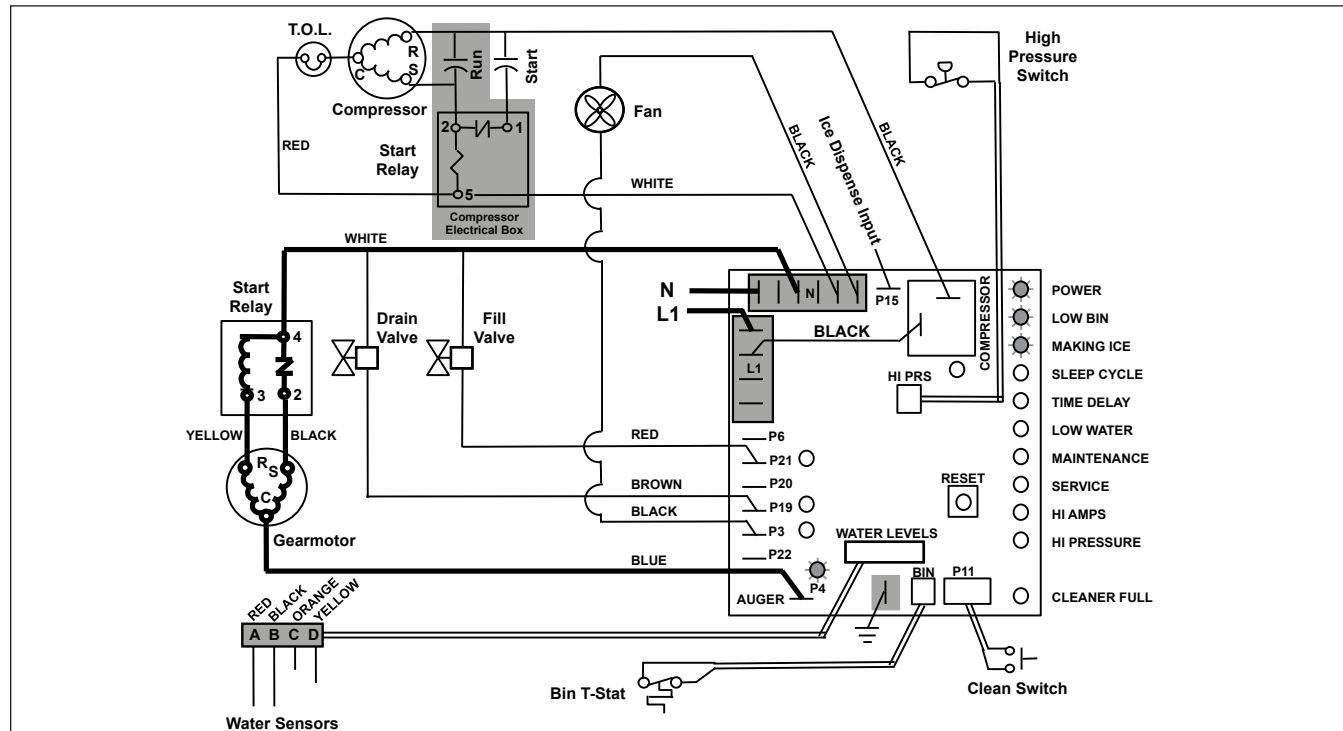 T.O.L.
R
S
C
Compressor
Run
Start
High
Pressure
Switch
Fan
2
1
Start
Relay
5
Compressor
Electrical Box
RED
WHITE
BLACK
Ice Dispense Input
BLACK
WHITE
Start
Relay
4
3
2
YELLOW
BLACK
R
S
C
Gearmotor
Drain
Valve
Fill
Valve
N
L1
N
L1
P15
BLACK
COMPRESSOR
HI PRS
POWER
LOW BIN
MAKING ICE
SLEEP CYCLE
TIME DELAY
LOW WATER
MAINTENANCE
SERVICE
HI AMPS
HI PRESSURE
CLEANER FULL
RED
BROWN
BLACK
BLUE
P6
P21
P20
P19
P3
P22
P4
AUGER
RESET
WATER LEVELS
BIN
P11
RED
BLACK
ORANGE
YELLOW
A B C D
Water Sensors
Bin T-Stat
Clean Switch